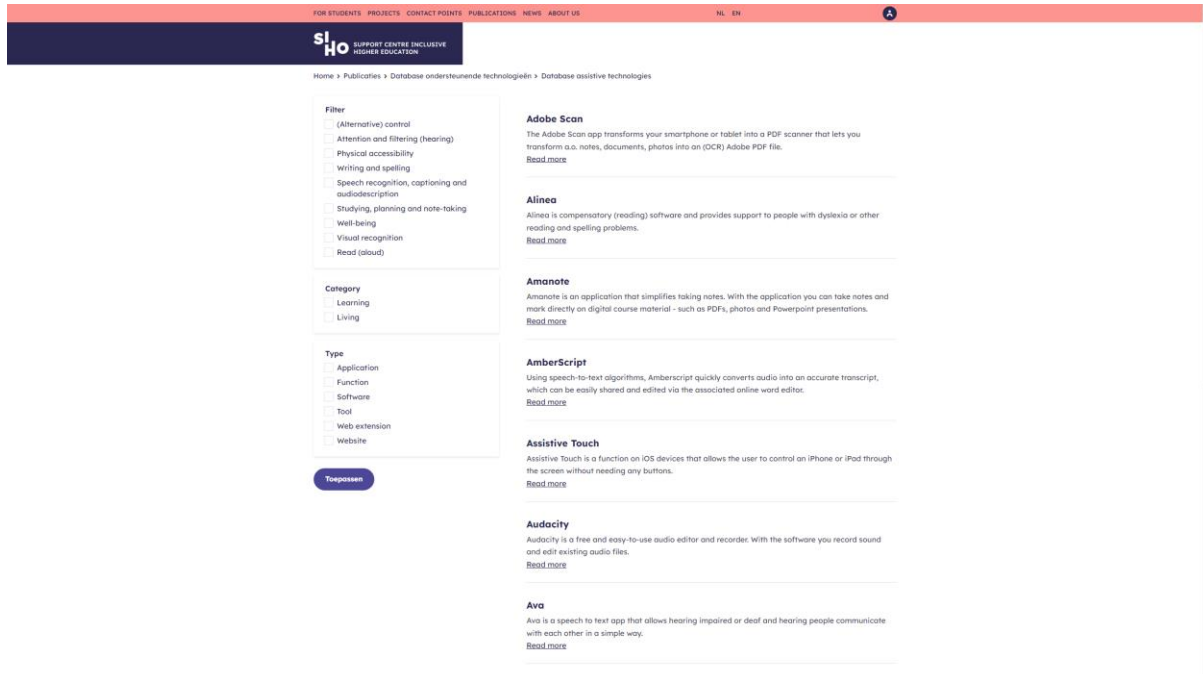 FOR STUDENTS PROJECTS CONTACT POINTS PUBLICATIONS NEWS ABOUT US NL EN
SIHO SUPPORT CENTRE INCLUSIVE
HIGHER EDUCATION
Home > Publicaties > Database ondersteunende technologieën > Database assistive technologies
Filter
(Alternative) control
Attention and filtering (hearing)
Physical accessibility
Writing and spelling
Speech recognition, captioning and
audiodescription
Studying, planning and note-taking
Well-being
Visual recognition
Read (aloud)
Category
Learning
Living
Type
Application
Function
Software
Tool
Web extension
Website
Toepassen
Adobe Scan
The Adobe Scan app transforms your smartphone or tablet into a PDF scanner that lets you
transform a.o. notes, documents, photos into an (OCR) Adobe PDF file.
Read more
Alinea
Alinea is compensatory (reading) software and provides support to people with dyslexia or other
reading and spelling problems.
Read more
Amanote
Amanote is an application that simplifies taking notes. With the application you can take notes and
mark directly on digital course material - such as PDFs, photos and Powerpoint presentations.
Read more
AmberScript
Using speech-to-text algorithms, Amberscript quickly converts audio into an accurate transcript,
which can be easily shared and edited via the associated online word editor.
Read more
Assistive Touch
Assistive Touch is a function on iOS devices that allows the user to control an iPhone or iPad through
the screen without needing any buttons.
Read more
Audacity
Audacity is a free and easy-to-use audio editor and recorder. With the software you record sound
and edit existing audio files.
Read more
Ava
Ava is a speech to text app that allows hearing impaired or deaf and hearing people communicate
with each other in a simple way.
Read more